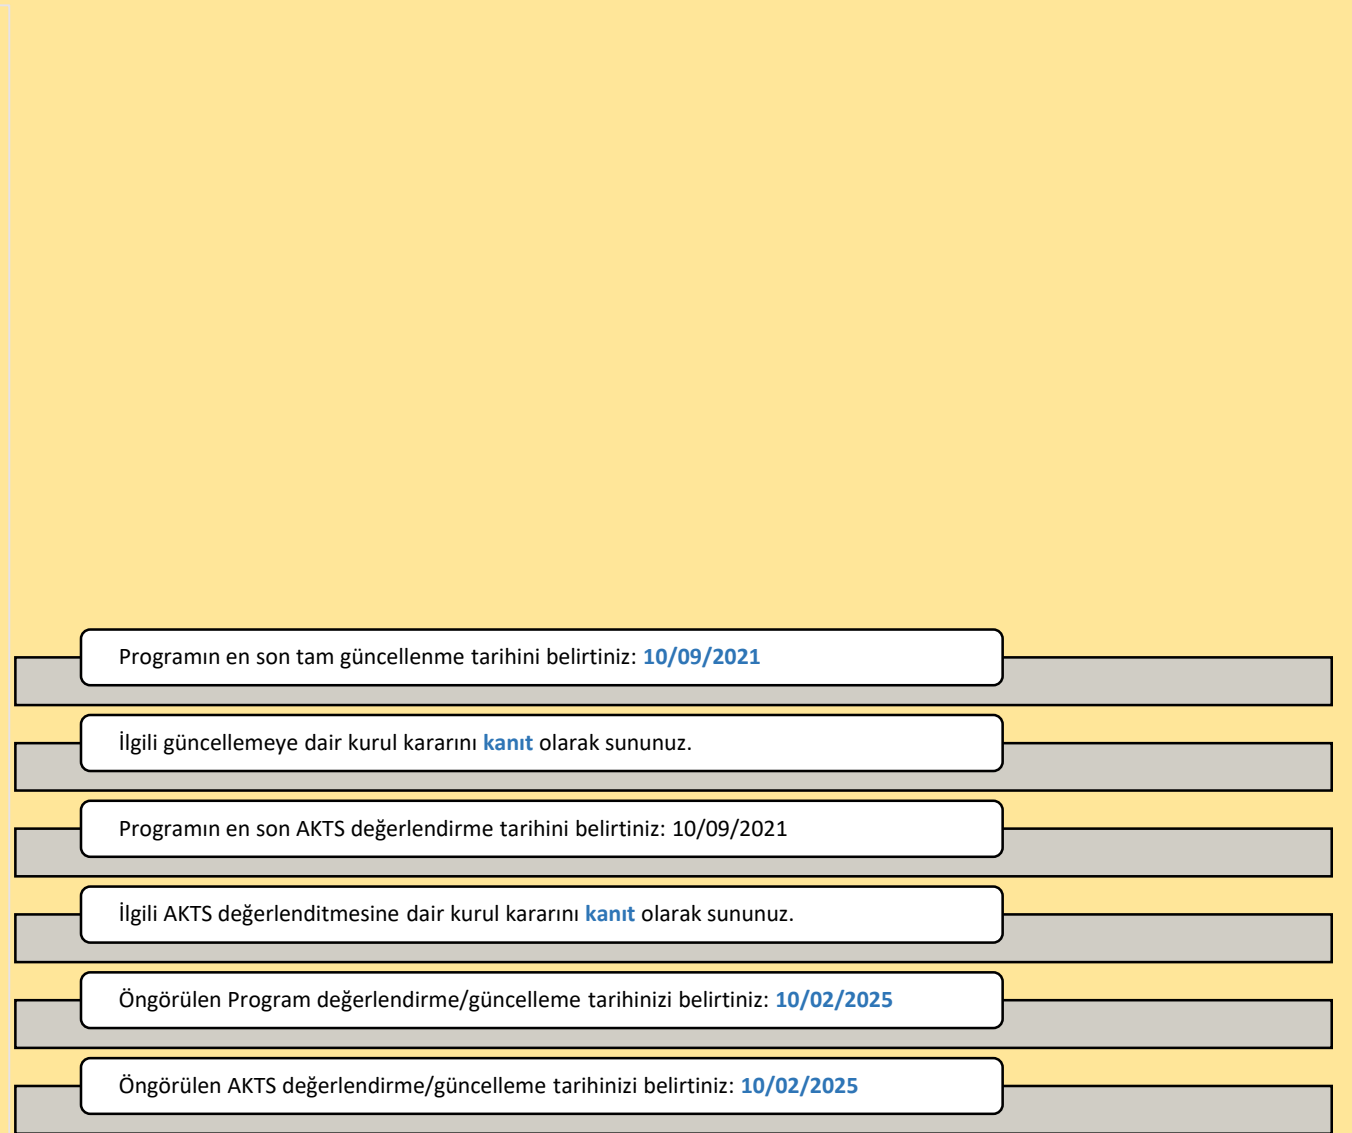 Programın en son tam güncellenme tarihini belirtiniz: 10/09/2021
İlgili güncellemeye dair kurul kararını kanıt olarak sununuz.
Programın en son AKTS değerlendirme tarihini belirtiniz: 10/09/2021
İlgili AKTS değerlenditmesine dair kurul kararını kanıt olarak sununuz.
Öngörülen Program değerlendirme/güncelleme tarihinizi belirtiniz: 10/02/2025
Öngörülen AKTS değerlendirme/güncelleme tarihinizi belirtiniz: 10/02/2025